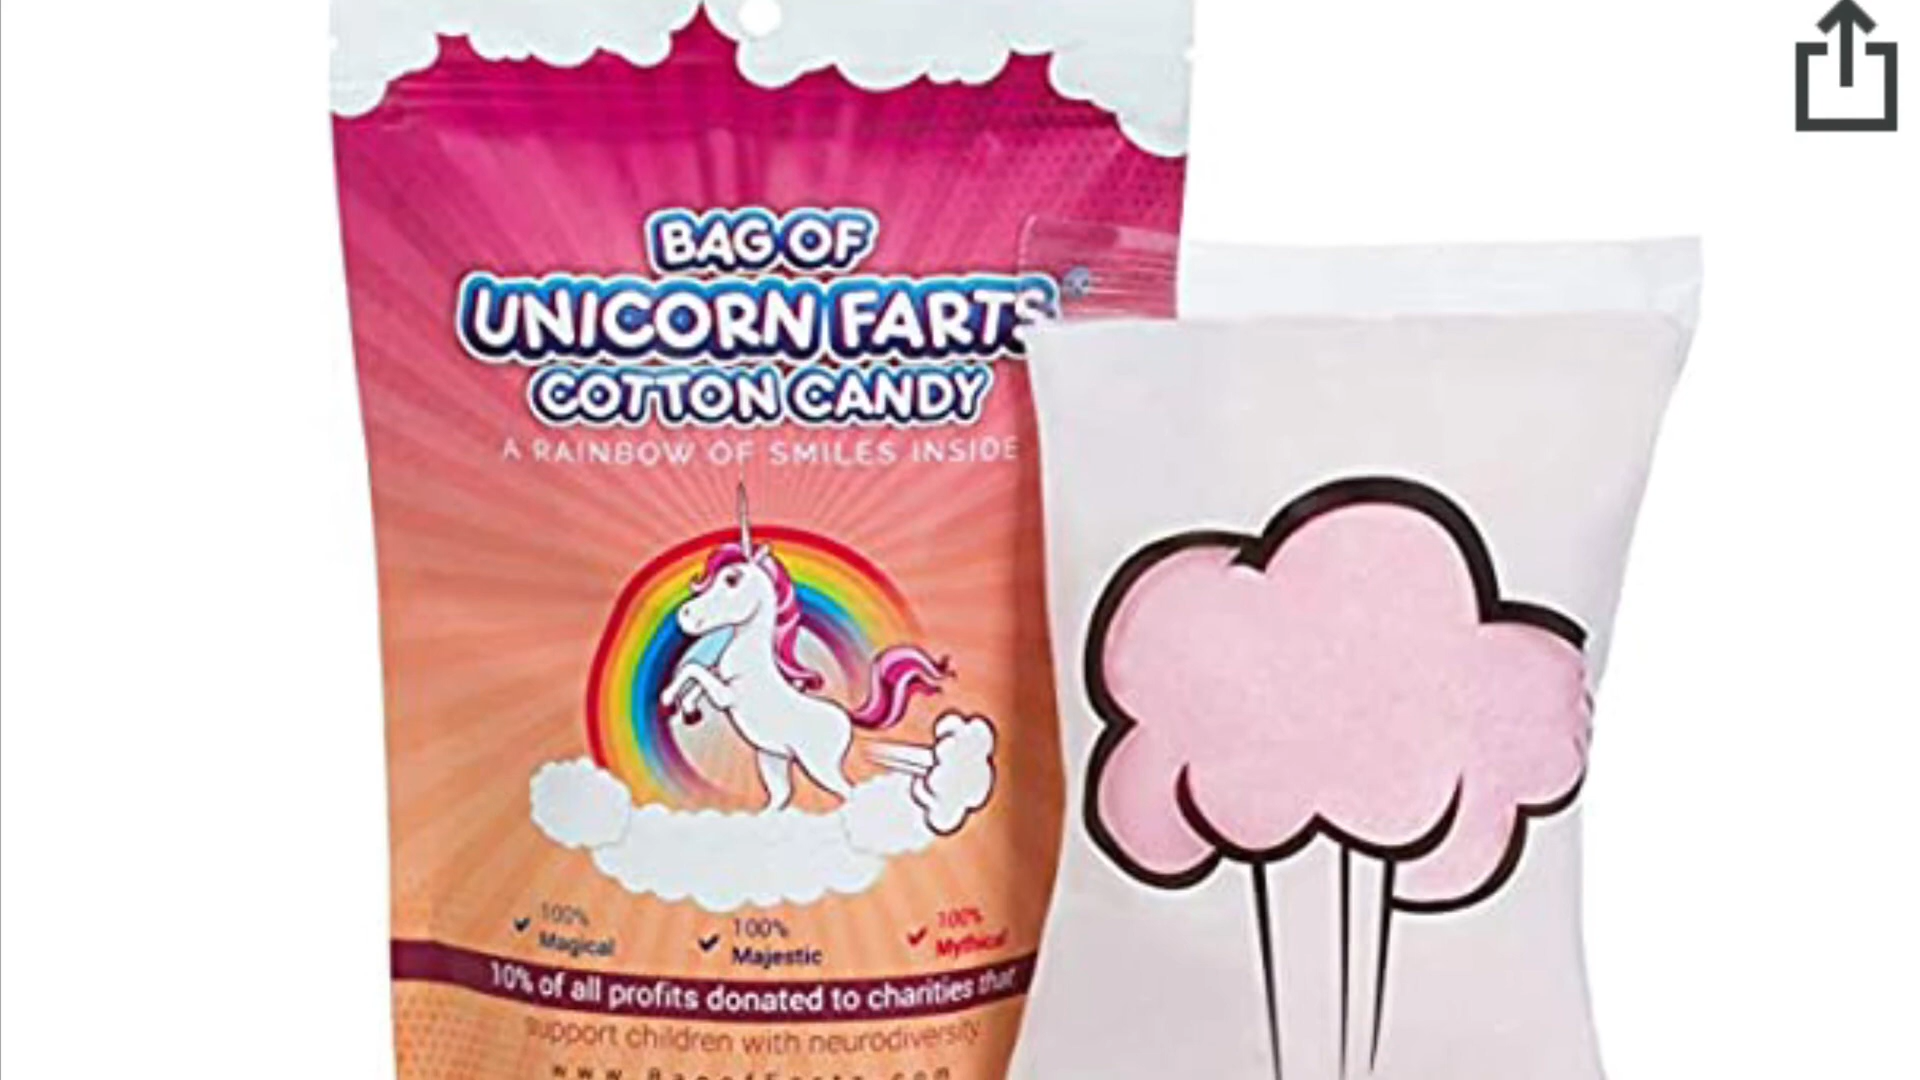 BAG OF
UNICORN FARTS®
COTTON CANDY
A RAINBOW OF SMILES INSIDE
100%
Magical
100%
Majestic
100%
Mythical
10% of all profits donated to charities that
support children with neurodiversity